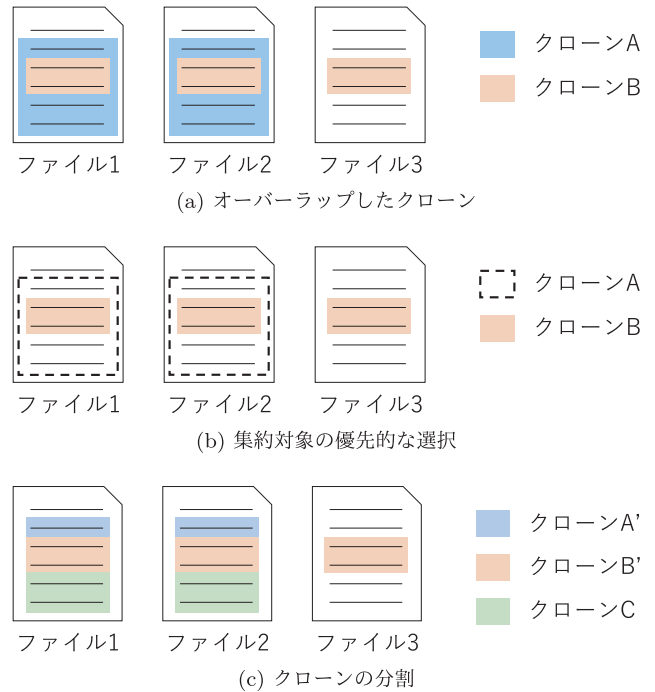 クローンA
クローンB
ファイル1 ファイル2 ファイル3
(a) オーバーラップしたクローン
クローンA
クローンB
ファイル1 ファイル2 ファイル3
(b) 集約対象の優先的な選択
クローンA'
クローンB'
クローンC
ファイル1 ファイル2 ファイル3
(c) クローンの分割